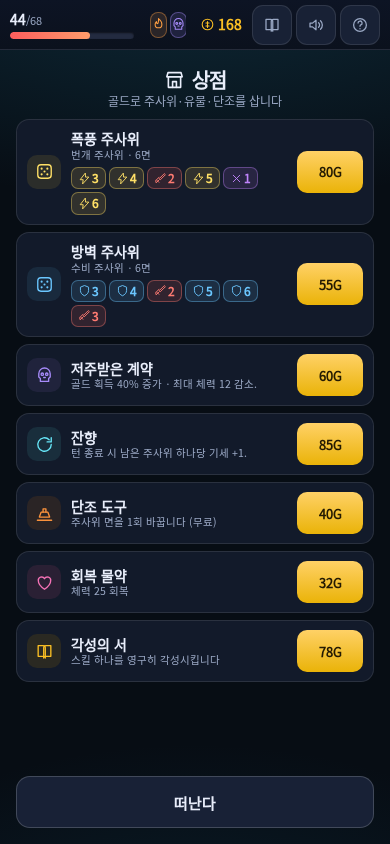 44/68
168
상점
골드로 주사위·유물·단조를 삽니다
폭풍 주사위
번개 주사위 · 6면
3 4 2 5 1
6
80G
방벽 주사위
수비 주사위 · 6면
3 4 2 5 6
3
55G
저주받은 계약
골드 획득 40% 증가 · 최대 체력 12 감소.
60G
잔향
턴 종료 시 남은 주사위 하나당 기세 +1.
85G
단조 도구
주사위 면을 1회 바꿉니다 (무료)
40G
회복 물약
체력 25 회복
32G
각성의 서
스킬 하나를 영구히 각성시킵니다
78G
떠난다